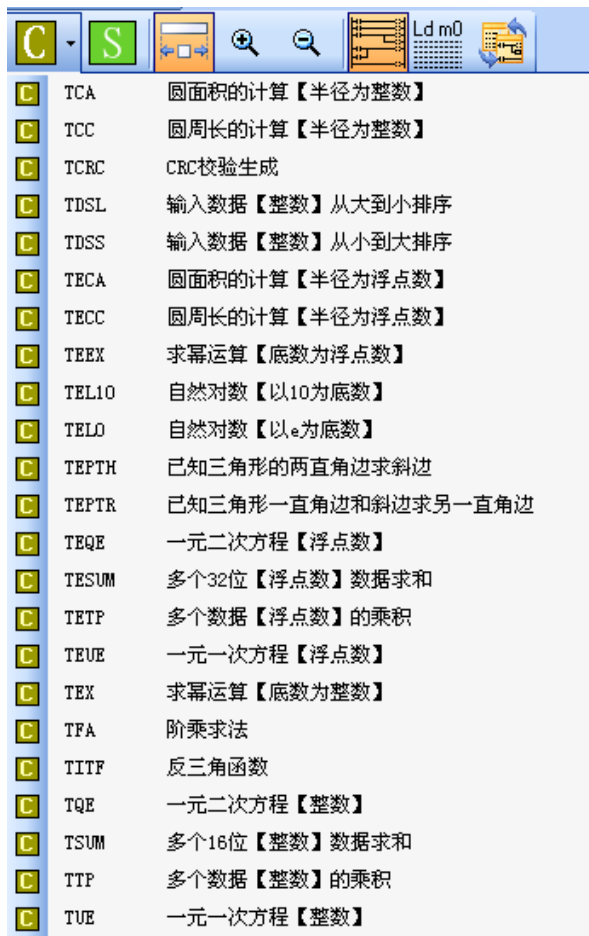 C S Ld m0
C TCA 圆面积的计算【半径为整数】
C TCC 圆周长的计算【半径为整数】
C TCRC CRC校验生成
C TDSL 输入数据【整数】从大到小排序
C TDSS 输入数据【整数】从小到大排序
C TECA 圆面积的计算【半径为浮点数】
C TECC 圆周长的计算【半径为浮点数】
C TEEX 求幂运算【底数为浮点数】
C TEL10 自然对数【以10为底数】
C TELO 自然对数【以e为底数】
C TEPTH 已知三角形的两直角边求斜边
C TEPTR 已知三角形一直角边和斜边求另一直角边
C TEQE 一元二次方程【浮点数】
C TESUM 多个32位【浮点数】数据求和
C TETP 多个数据【浮点数】的乘积
C TEUE 一元一次方程【浮点数】
C TEX 求幂运算【底数为整数】
C TFA 阶乘求法
C TITF 反三角函数
C TQE 一元二次方程【整数】
C TSUM 多个16位【整数】数据求和
C TTP 多个数据【整数】的乘积
C TUE 一元一次方程【整数】